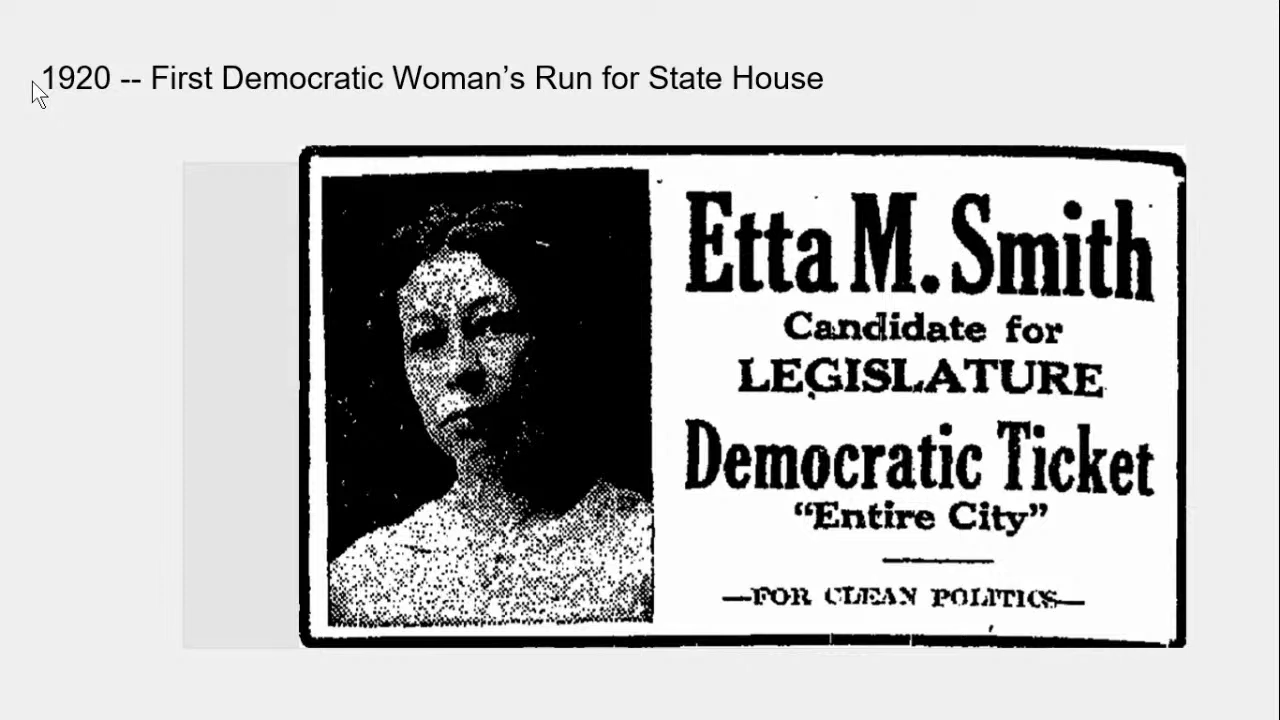 1920 -- First Democratic Woman’s Run for State House
Etta M. Smith
Candidate for
LEGISLATURE
Democratic Ticket
“Entire City”
—FOR CLEAN POLITICS—